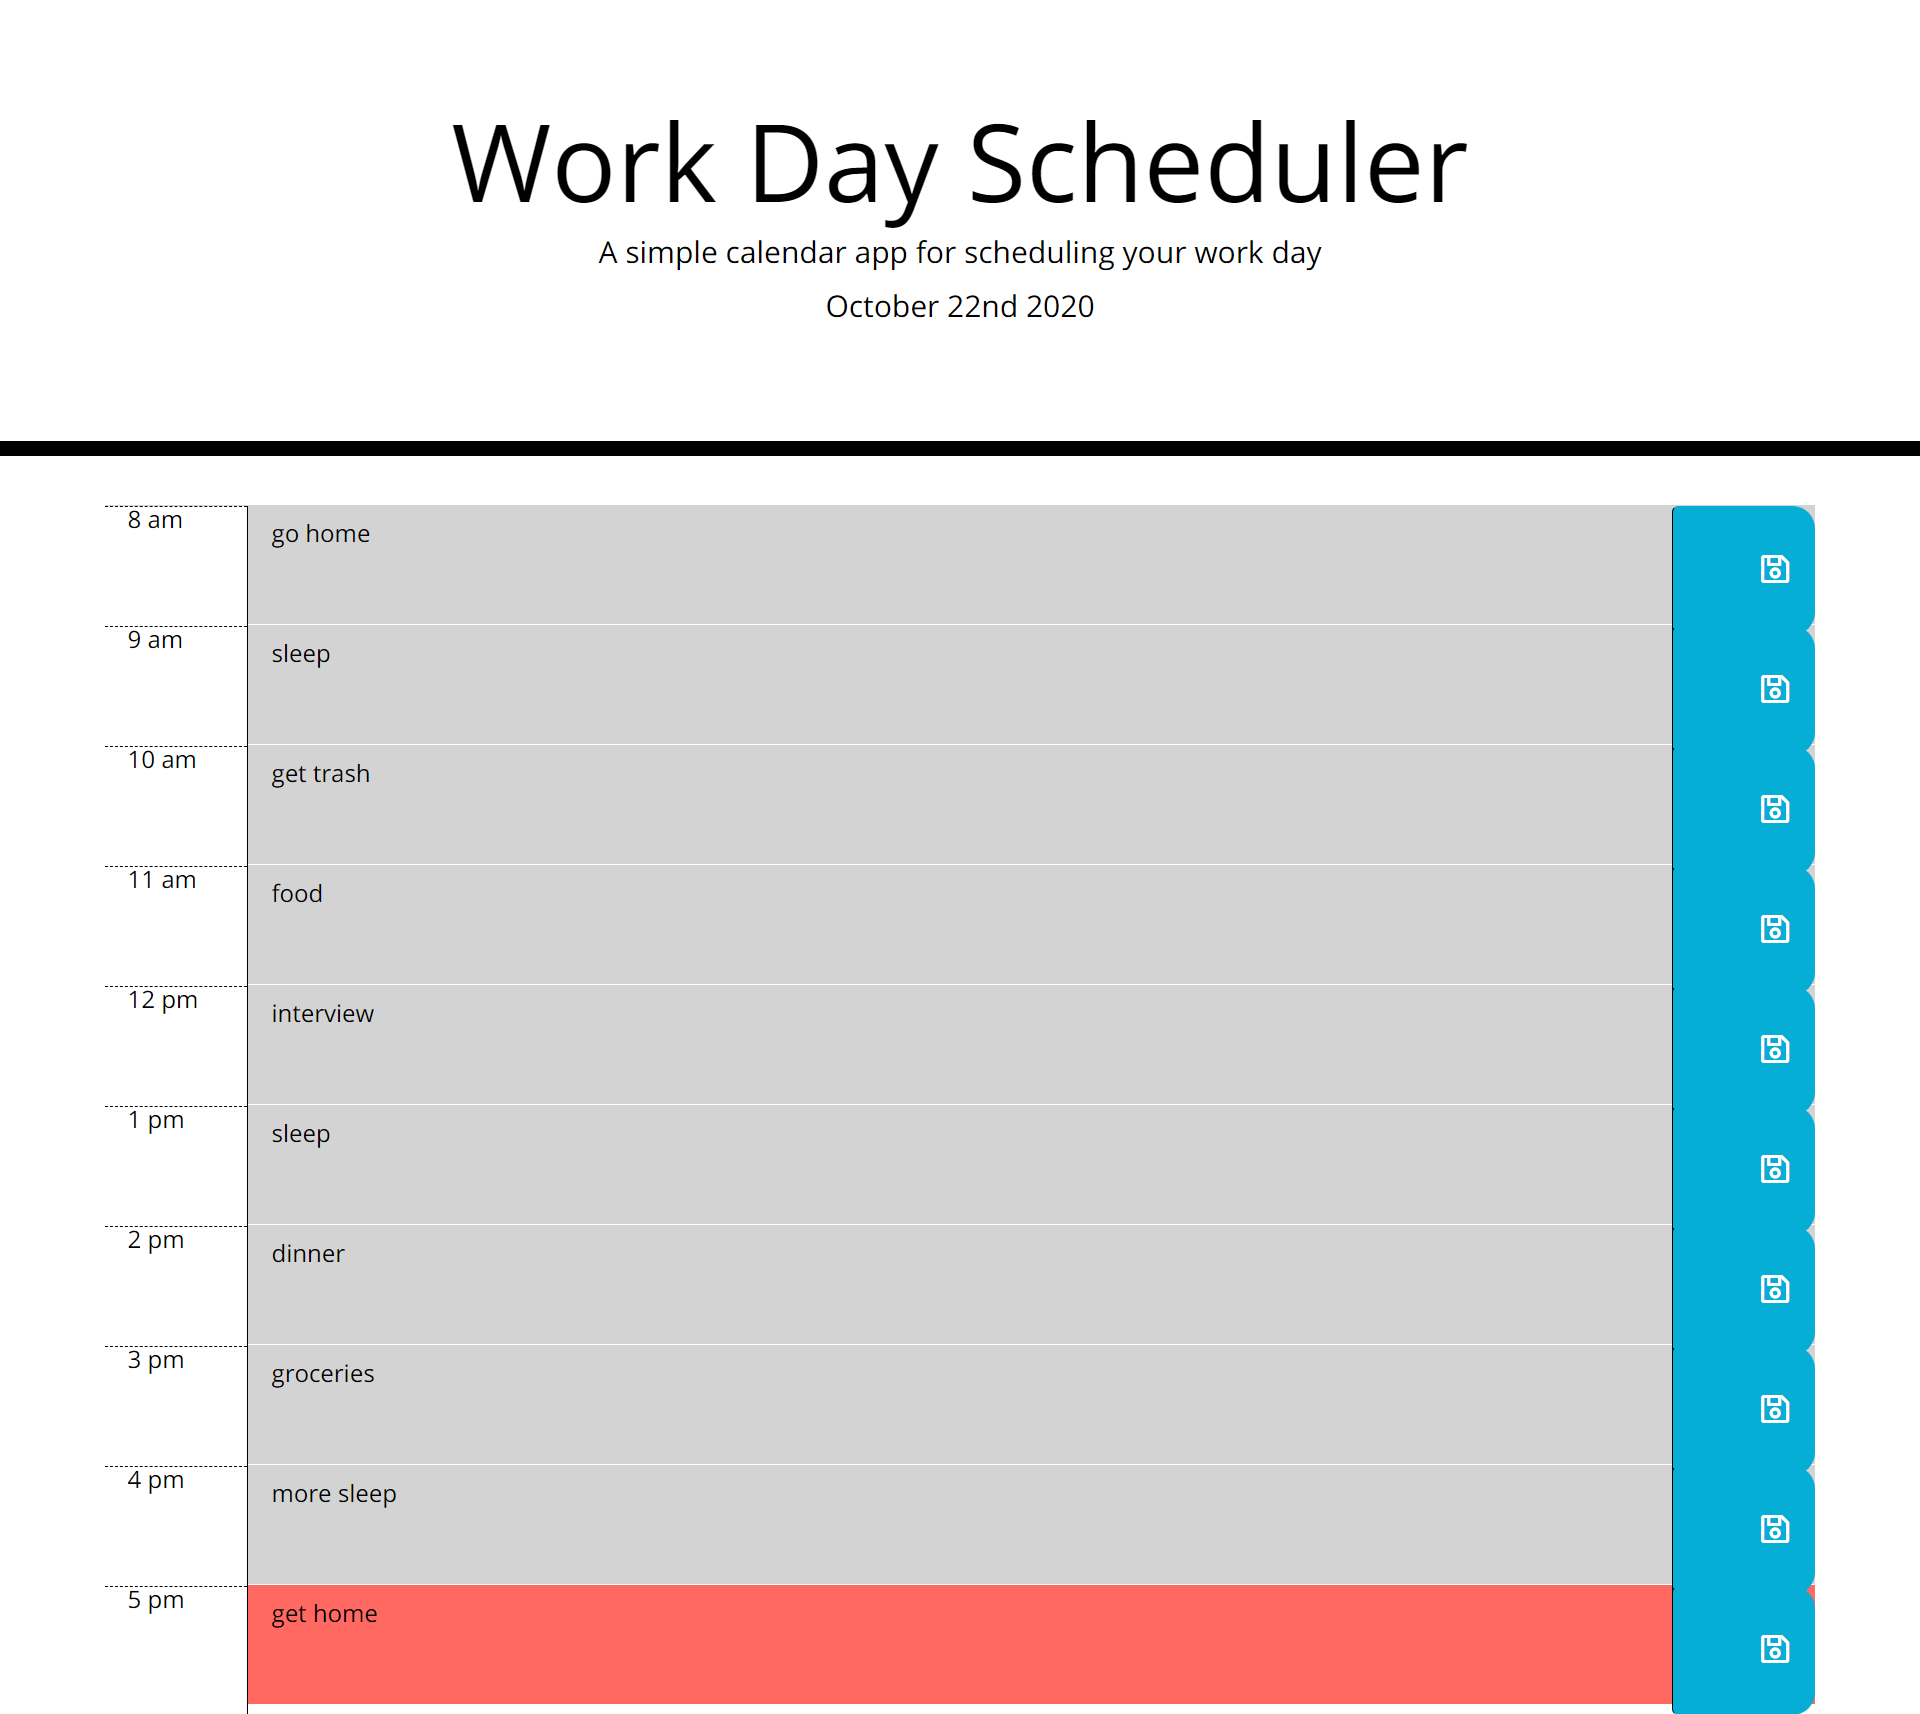 Work Day Scheduler
A simple calendar app for scheduling your work day
October 22nd 2020
8 am
go home
9 am
sleep
10 am
get trash
11 am
food
12 pm
interview
1 pm
sleep
2 pm
dinner
3 pm
groceries
4 pm
more sleep
5 pm
get home